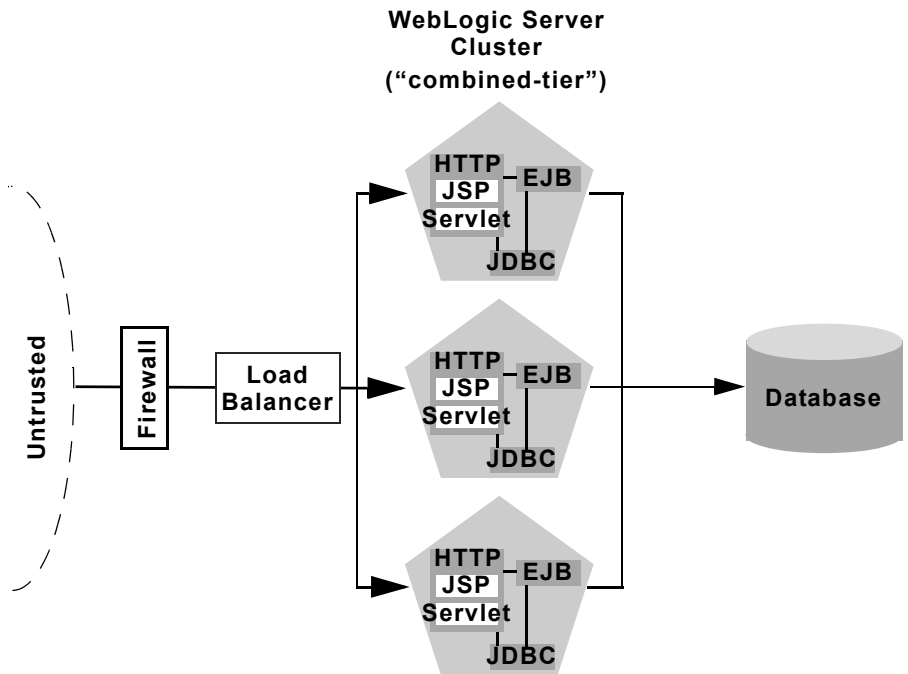 WebLogic Server
Cluster
(“combined-tier”)
HTTP
JSP
Servlet
EJB
JDBC
Untrusted
Firewall
Load
Balancer
HTTP
JSP
Servlet
EJB
JDBC
Database
HTTP
JSP
Servlet
EJB
JDBC